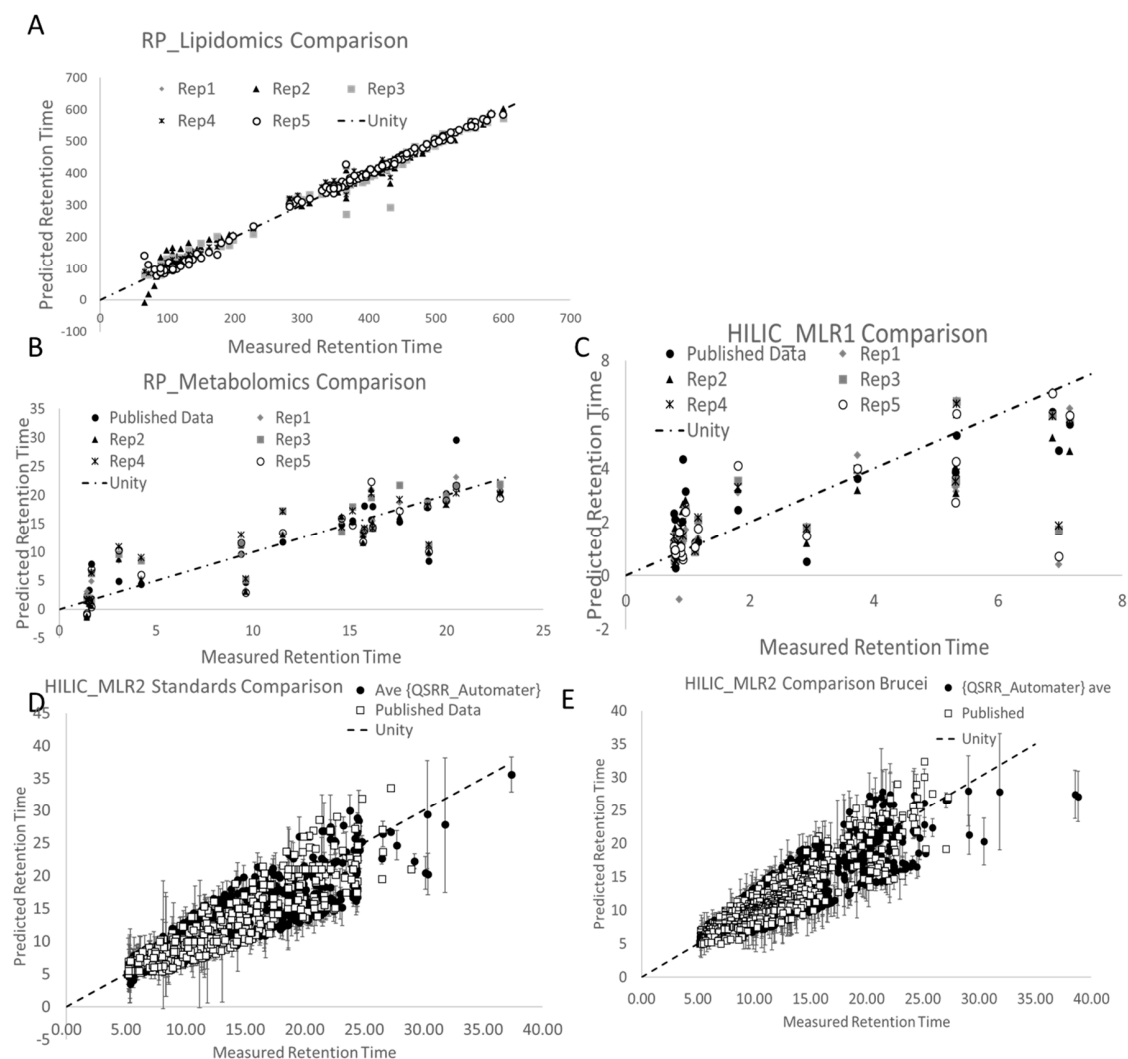 A
RP_Lipidomics Comparison
Rep1 Rep2 Rep3
Rep4 Rep5 Unity
700
600
500
400
300
200
100
0
-100
0 100 200 300 400 500 600 700
Predicted Retention Time
Measured Retention Time
B
RP_Metabolomics Comparison
Published Data Rep1
Rep2 Rep3
Rep4 Rep5
Unity
35
30
25
20
15
10
5
0
-5
0 5 10 15 20 25
Predicted Retention Time
Measured Retention Time
C
HILIC_MLR1 Comparison
Published Data Rep1
Rep2 Rep3
Rep4 Rep5
Unity
8
6
4
2
0
-2
0 2 4 6 8
Predicted Retention Time
Measured Retention Time
D
HILIC_MLR2 Standards Comparison
Ave {QSRR_Automater}
Published Data
Unity
45
40
35
30
25
20
15
10
5
0
-5
0.00 5.00 10.00 15.00 20.00 25.00 30.00 35.00 40.00
Predicted Retention Time
Measured Retention Time
E
HILIC_MLR2 Comparison Brucei
{QSRR_Automater} ave
Published
Unity
40
35
30
25
20
15
10
5
0
0.00 5.00 10.00 15.00 20.00 25.00 30.00 35.00 40.00
Predicted Retention Time
Measured Retention Time